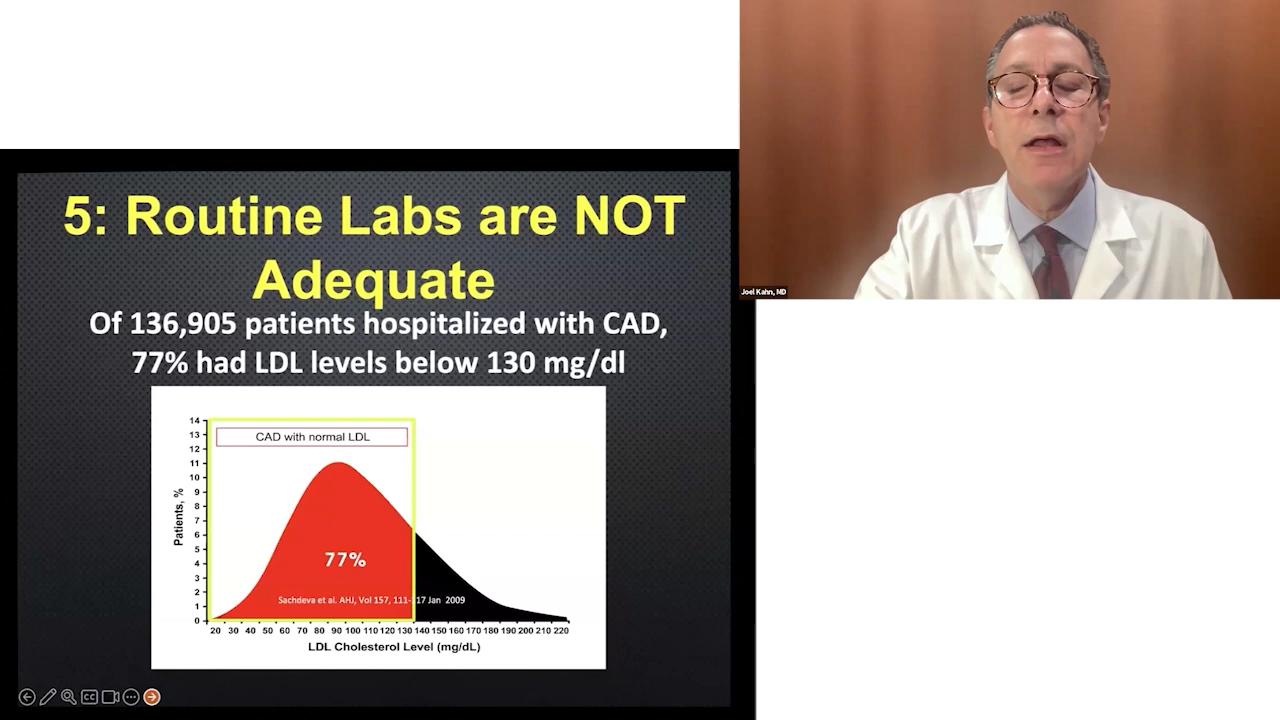 Joel Kahn, MD
5: Routine Labs are NOT
Adequate
Of 136,905 patients hospitalized with CAD,
77% had LDL levels below 130 mg/dl
14
CAD with normal LDL
13
12
11
10
9
8
7
6
5
4
3
2
1
0
Patients, %
77%
Sachdeva et al. AHJ, Vol 157, 111-117 Jan 2009
20 30 40 50 60 70 80 90 100 110 120 130 140 150 160 170 180 190 200 210 220
LDL Cholesterol Level (mg/dL)
CC